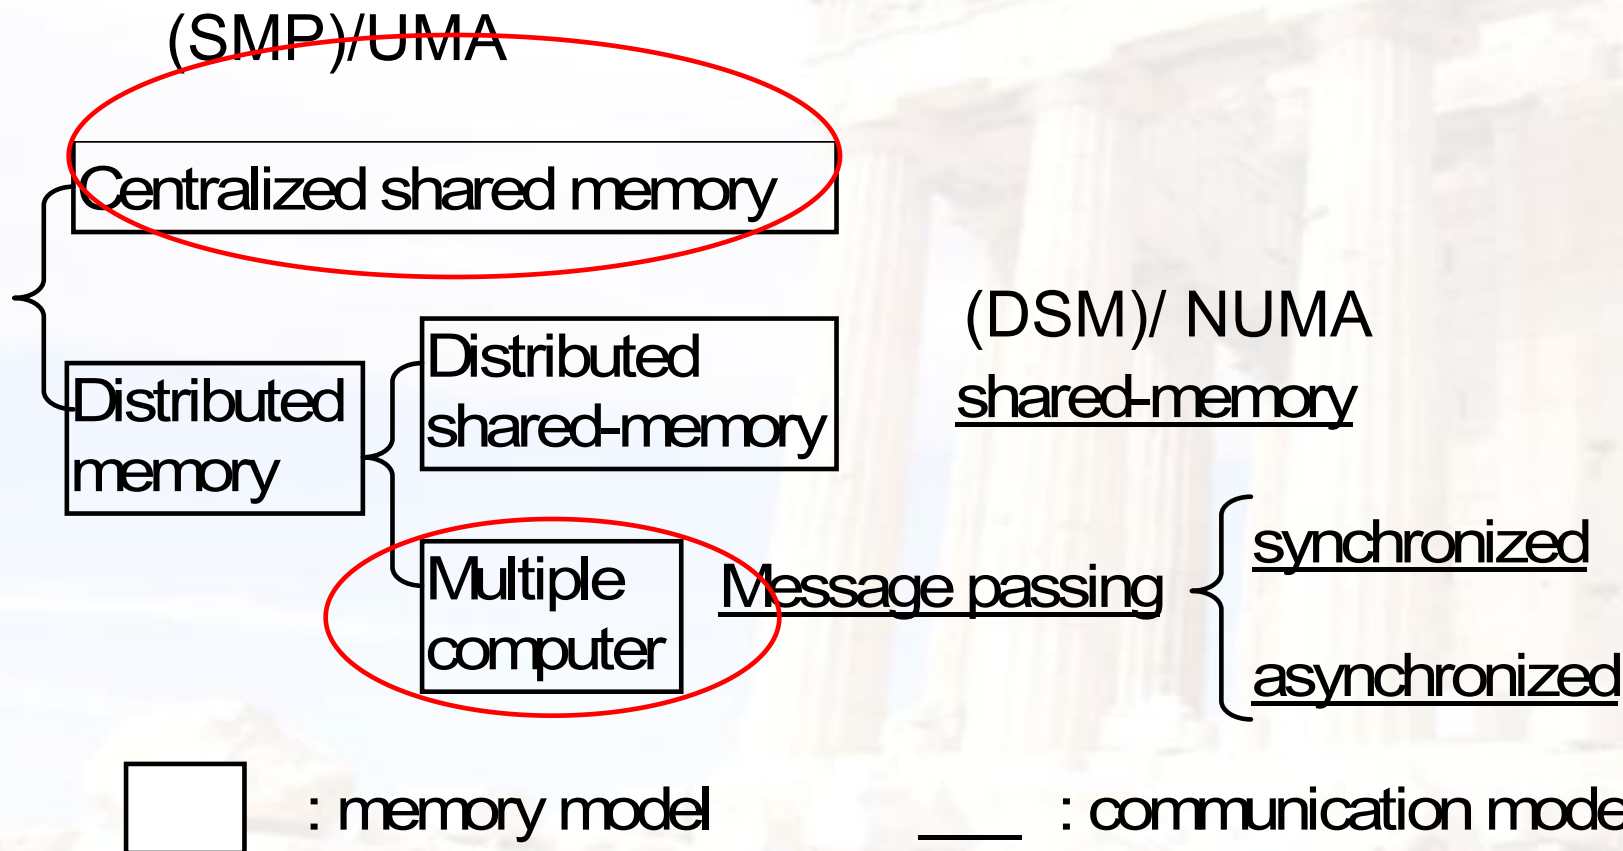 (SMP)/UMA
Centralized shared memory
(DSM)/ NUMA
Distributed
shared-memory
shared-memory
Distributed
memory
Multiple
computer
Message passing
synchronized
asynchronized
: memory model
: communication mode